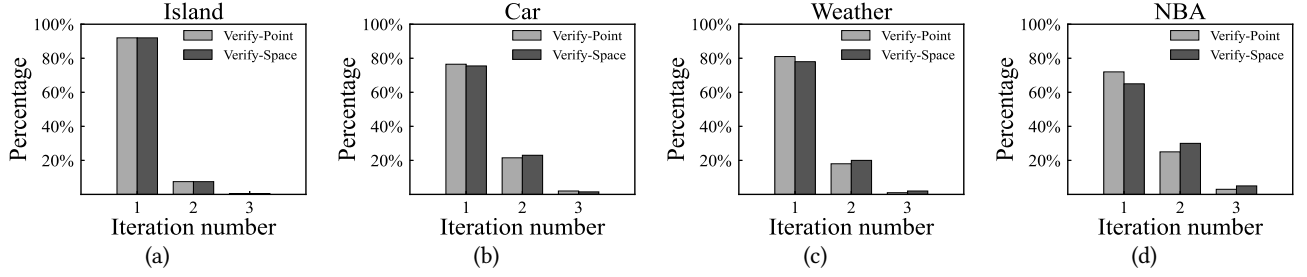 Island
100%
80%
60%
40%
20%
Percentage
Verify-Point
Verify-Space
1 2 3
Iteration number
(a)
Car
100%
80%
60%
40%
20%
Percentage
Verify-Point
Verify-Space
1 2 3
Iteration number
(b)
Weather
100%
80%
60%
40%
20%
Percentage
Verify-Point
Verify-Space
1 2 3
Iteration number
(c)
NBA
100%
80%
60%
40%
20%
Percentage
Verify-Point
Verify-Space
1 2 3
Iteration number
(d)